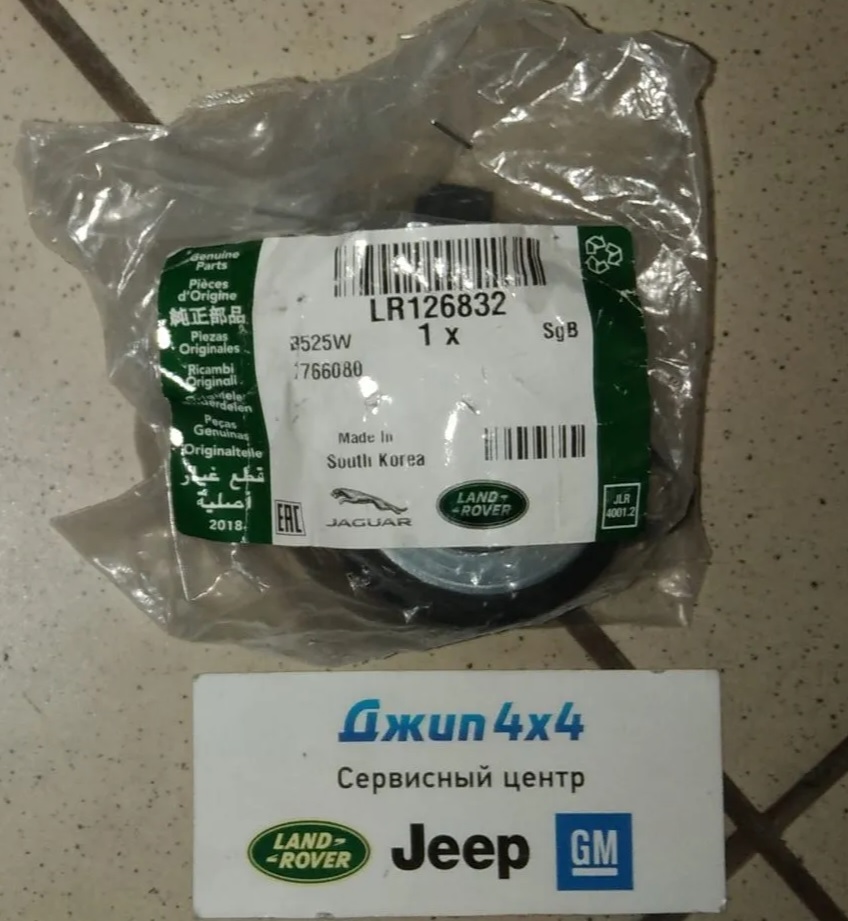 Genuine
Parts
Pièces
d'Origine
純正部品
Piezas
Originales
Ricambi
Originali
Peças
Genuínas
Originalteile
قطع غيار
أصلية
2018
LR126832
1 x
SgB
525W
766080
Made In
South Korea
EAC
JAGUAR
LAND-
-ROVER
JLR
4001.2
Джип 4x4
Сервисный центр
LAND-
-ROVER
Jeep
GM